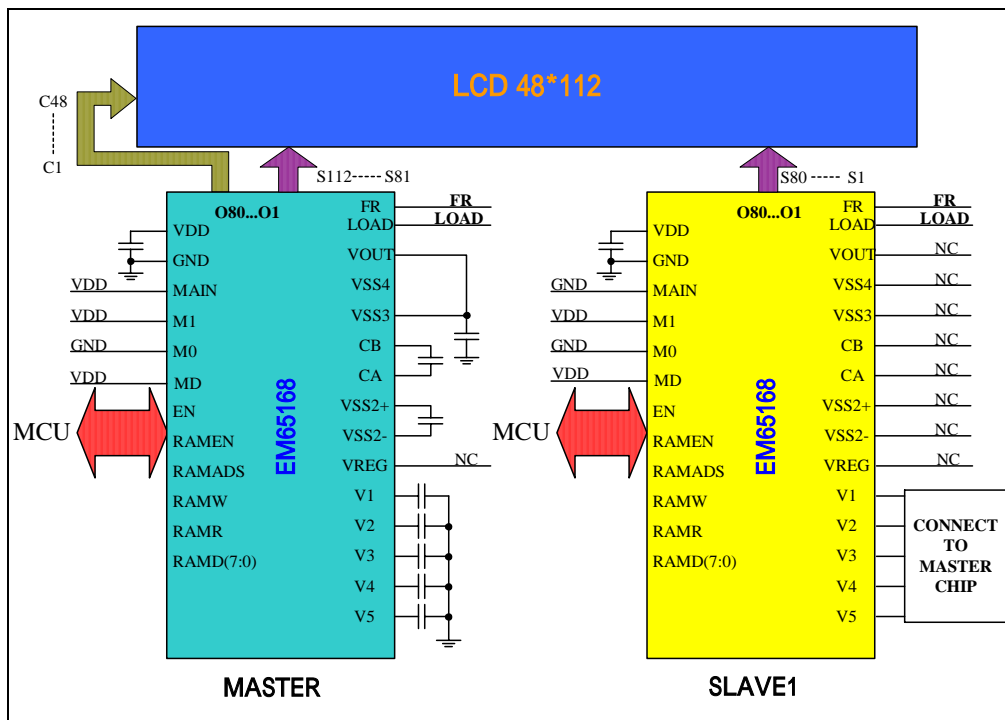 LCD 48*112
C48
C1
S112 ----- S81
S80 ----- S1
O80...O1
VDD
GND
VDD
MAIN
VDD
M1
GND
M0
VDD
MD
MCU
EN
RAMEN
RAMADS
RAMW
RAMR
RAMD(7:0)
EM65168
FR
FR
LOAD
LOAD
VOUT
VSS4
VSS3
CB
CA
VSS2+
VSS2-
VREG
NC
V1
V2
V3
V4
V5
MASTER
O80...O1
VDD
GND
GND
MAIN
VDD
M1
GND
M0
VDD
MD
MCU
EN
RAMEN
RAMADS
RAMW
RAMR
RAMD(7:0)
EM65168
FR
FR
LOAD
LOAD
VOUT
NC
VSS4
NC
VSS3
NC
CB
NC
CA
NC
VSS2+
NC
VSS2-
NC
VREG
NC
V1
V2
V3
V4
V5
CONNECT
TO
MASTER
CHIP
SLAVE1